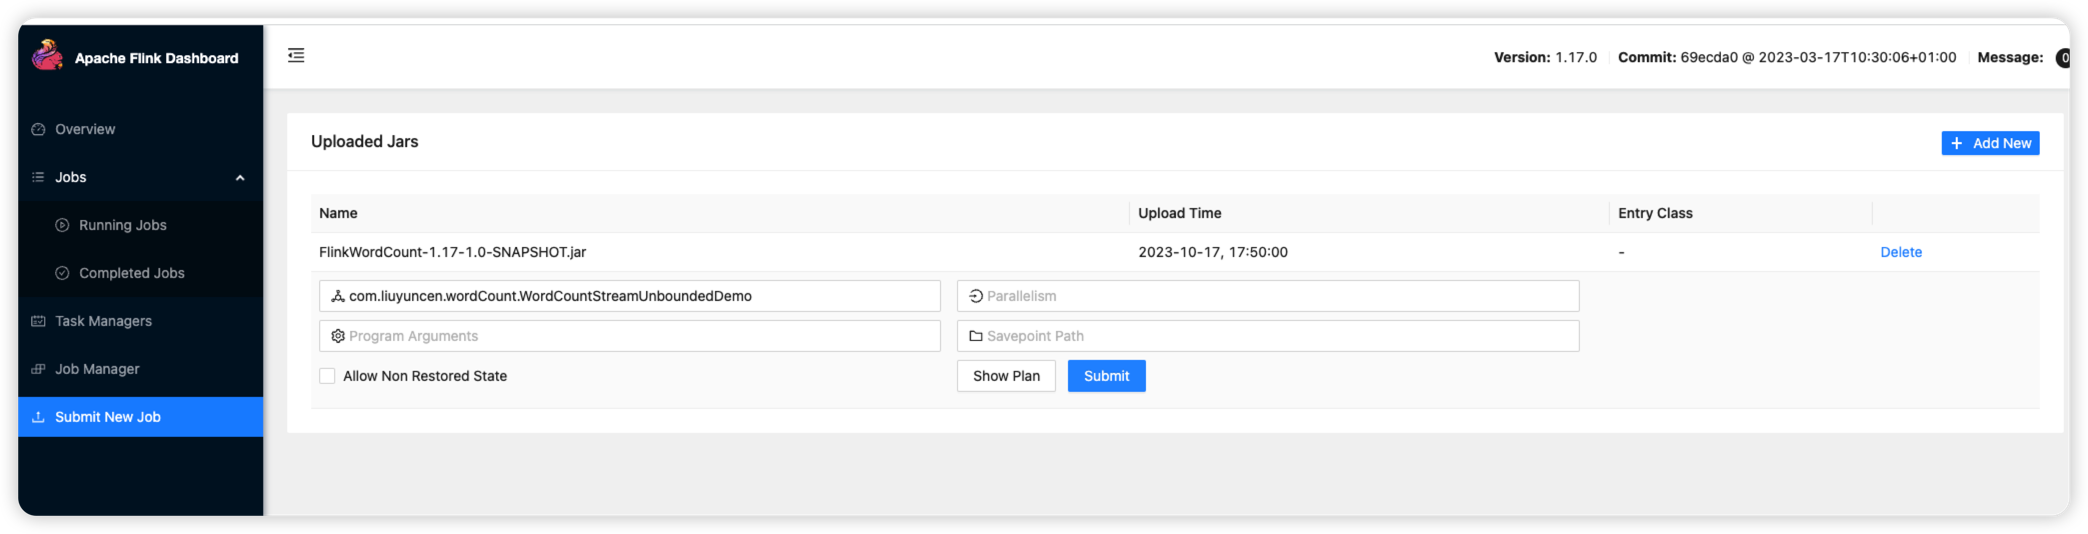 Apache Flink Dashboard
Version: 1.17.0 Commit: 69ecda0 @ 2023-03-17T10:30:06+01:00 Message: 0
Overview
Jobs
Running Jobs
Completed Jobs
Task Managers
Job Manager
Submit New Job
Uploaded Jars
+ Add New
Name Upload Time Entry Class
FlinkWordCount-1.17-1.0-SNAPSHOT.jar 2023-10-17, 17:50:00 - Delete
com.liuyuncen.wordCount.WordCountStreamUnboundedDemo Parallelism
Program Arguments Savepoint Path
Allow Non Restored State Show Plan Submit